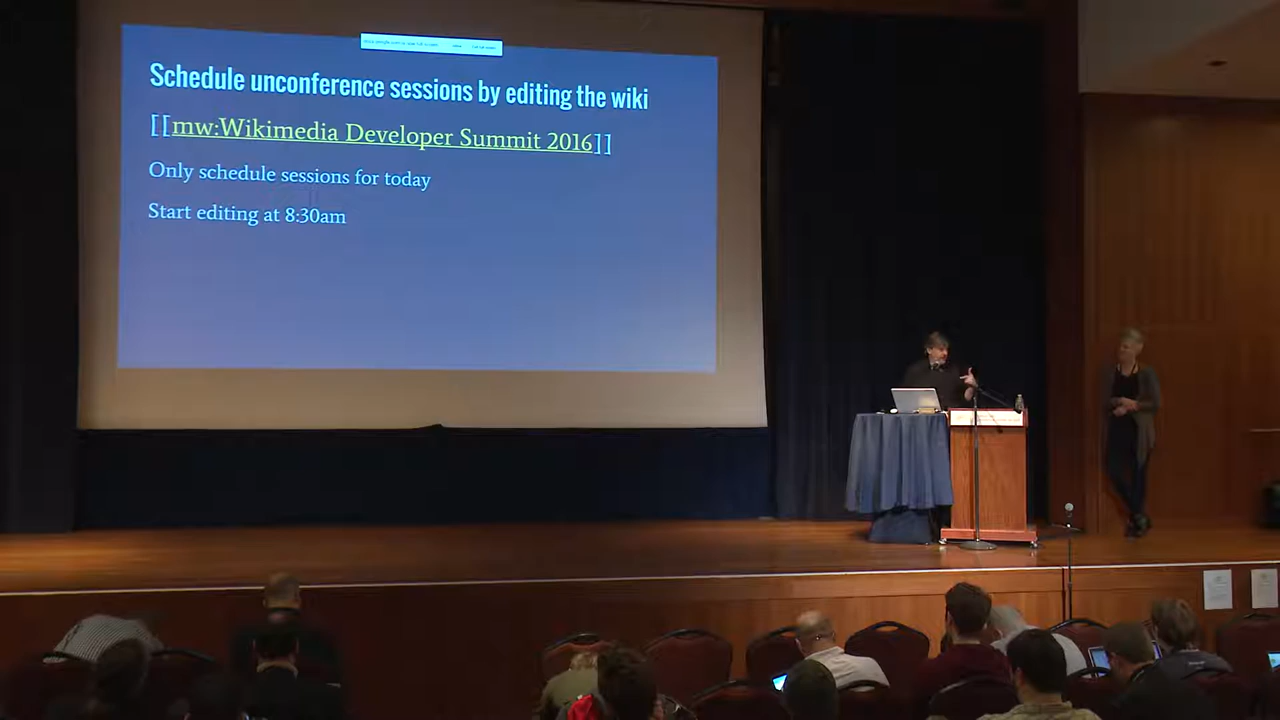 Schedule unconference sessions by editing the wiki
[[mw:Wikimedia Developer Summit 2016]]
Only schedule sessions for today
Start editing at 8:30am